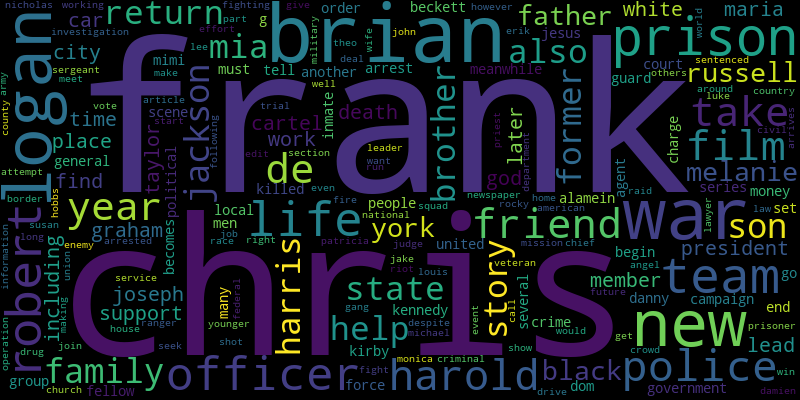 nicholas working
car
return
g
fighting
give
order
beckett however
father
white
maria
part
brian
prison
investigation
military
theo
wife
john
erik
jesus
world
city
mia
also
lee effort
deal
logan
sergeant
meet
mimi
make
must tell another arrest
meanwhile
court
sentenced
guard
others
russell
army
county
vote
article
well
luke
around
country
time
scene
jackson
frank
inmate
brother
former
take
place
cartel
death
trial
start
general
taylor
political
following
work
leader
later
priest
department
charge
film
civil
arrives
attempt
find
de
edit section
want
run
god
agent
melanie
border
hobbs
killed
even
squad
newspaper
rocky
home
american
raid
series
money
law
lawyer
year
local
men
fire
people
national
alamein
set
susan
graham
life
york
friend
war
son
robert
including
long
arrested
enemy
becomes
job
race
right
patricia
judge
united
mission chief
begin
president
information
union
making
service
harris
jake
riot
louis
story
veteran
call
several
member
angel
team
go
joseph
many
federal
state
event
future
danny campaign
support
ranger
younger
gang
kennedy
despite
michael
crime
would
new
end
prisoner
operation
house
chris
help
get
drug join
seek
shot
kirby
show
crowd
lead
group
family
officer
monica criminal
harold
black
police
win
church
fellow
force
fight
drive
dom
government
damien